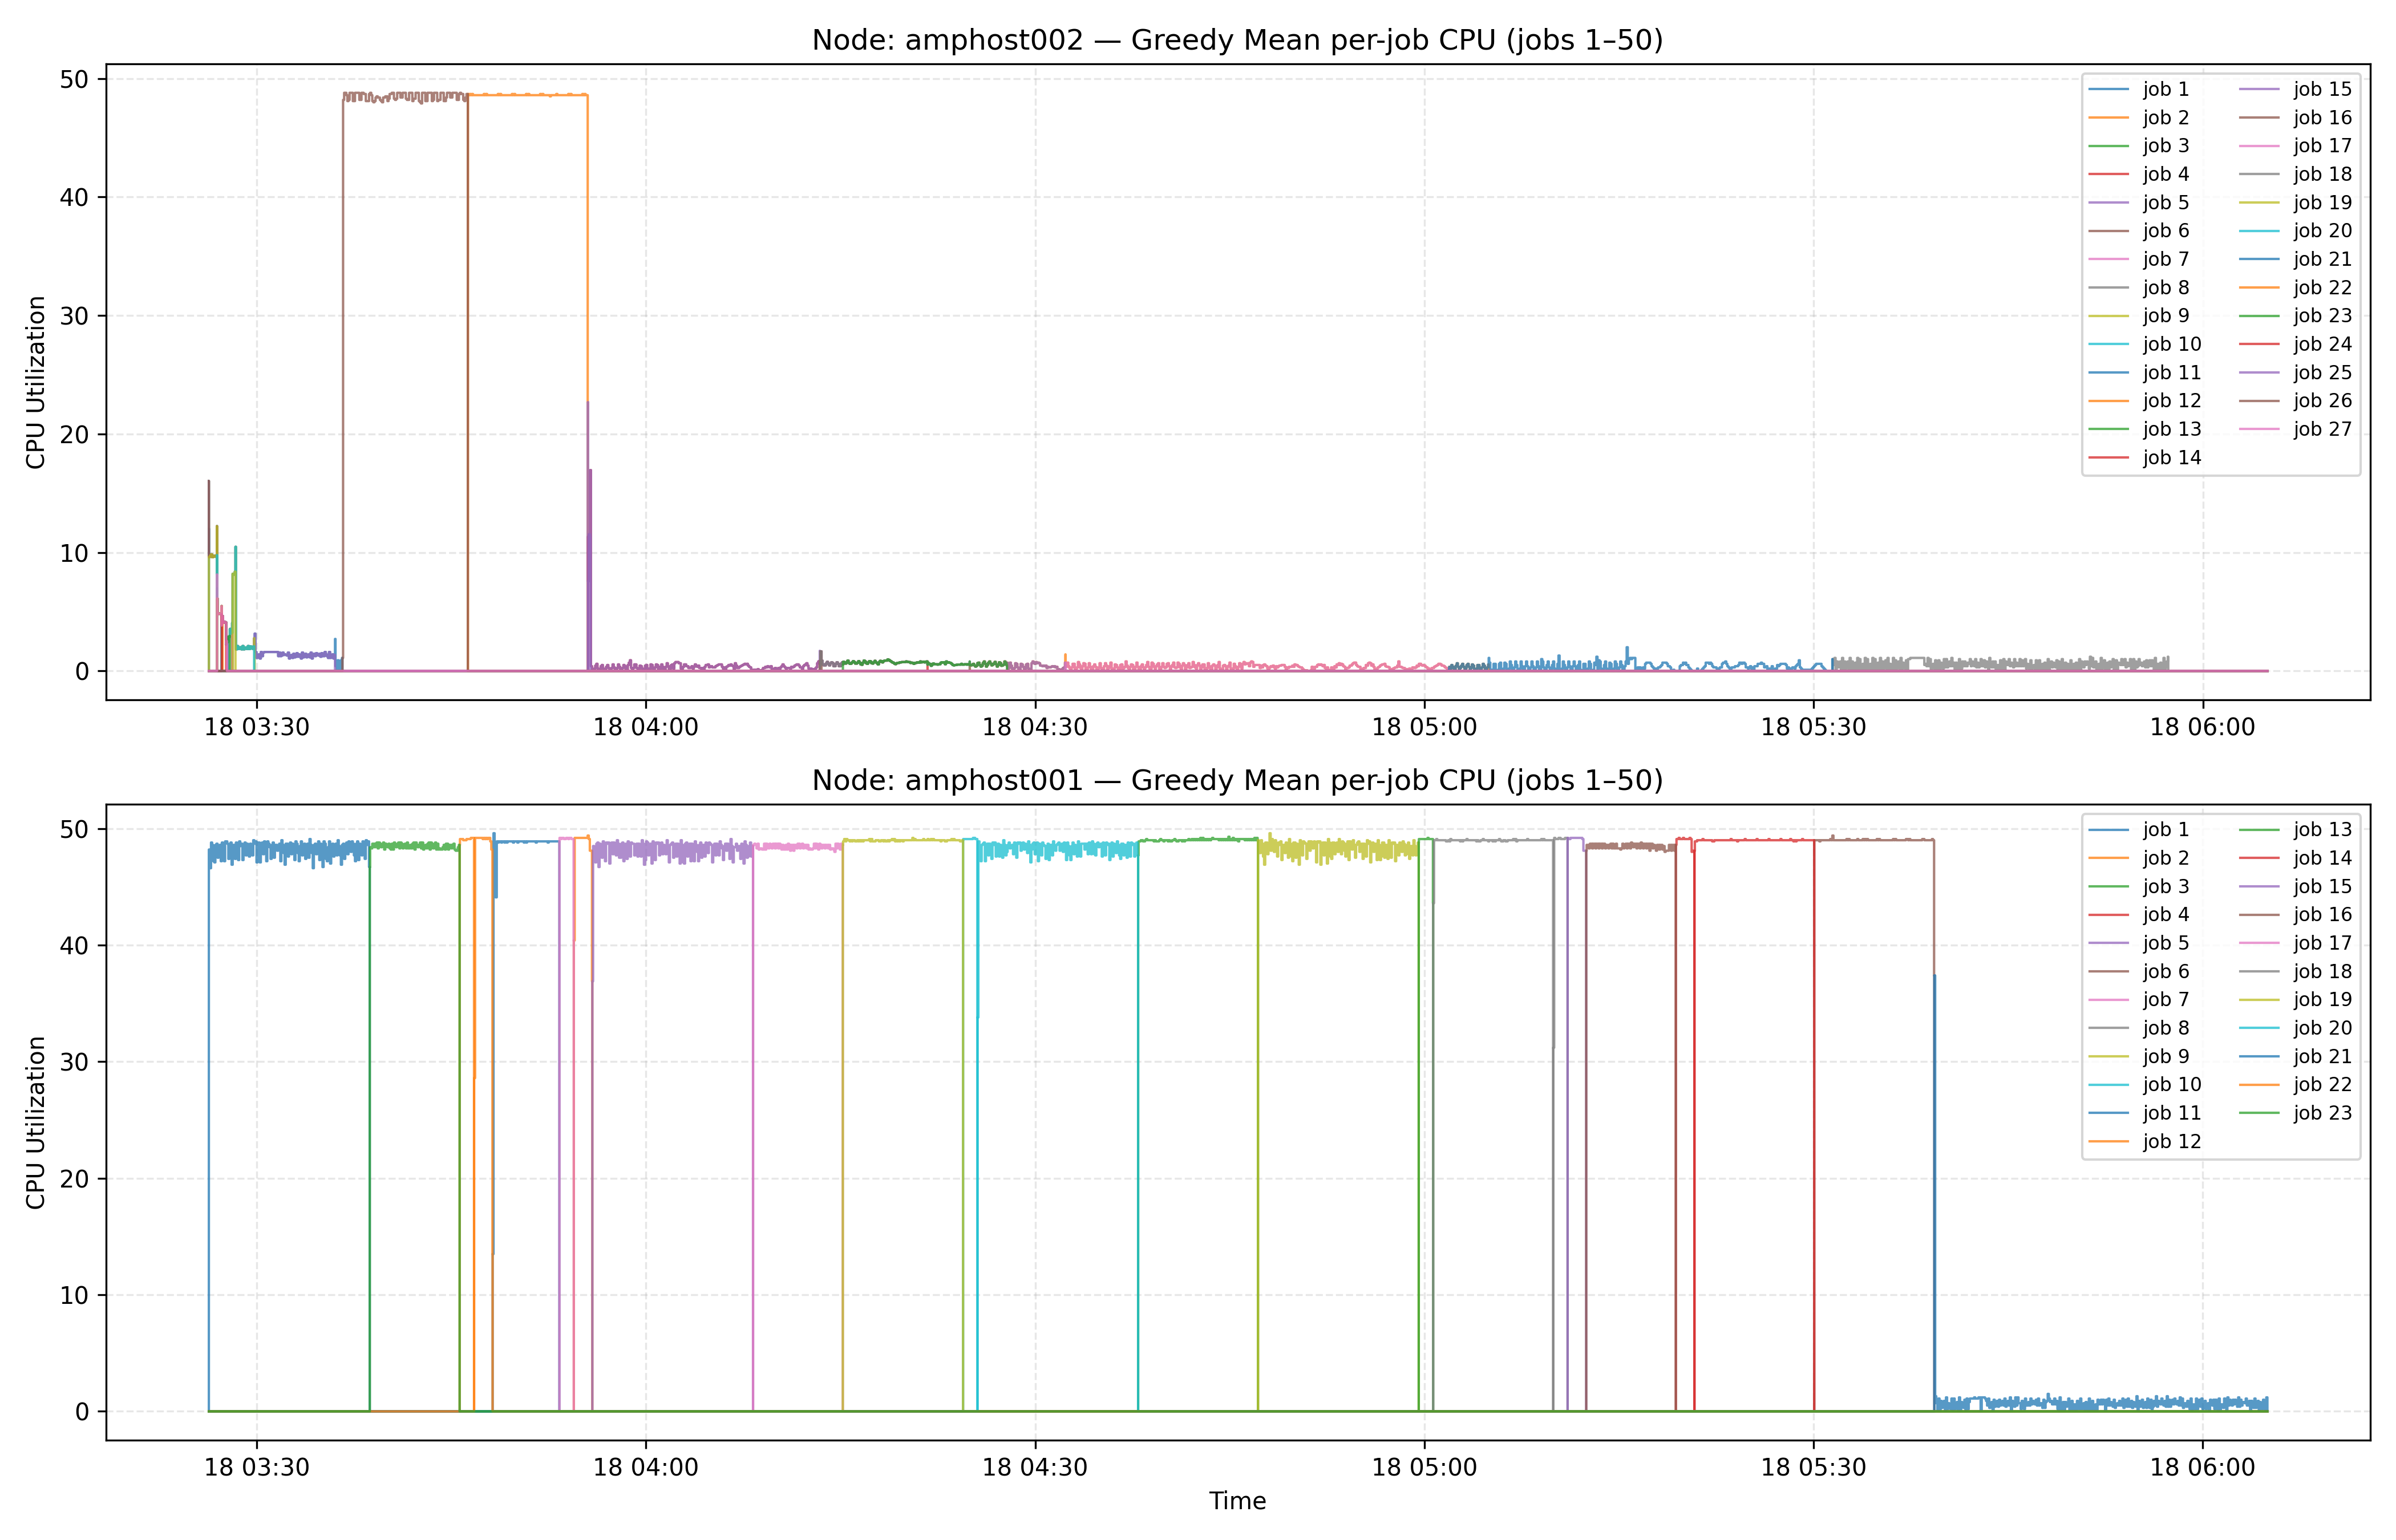 Node: amphost002 — Greedy Mean per-job CPU (jobs 1–50)
CPU Utilization
50
40
30
20
10
0
job 1
job 2
job 3
job 4
job 5
job 6
job 7
job 8
job 9
job 10
job 11
job 12
job 13
job 14
job 15
job 16
job 17
job 18
job 19
job 20
job 21
job 22
job 23
job 24
job 25
job 26
job 27
18 03:30
18 04:00
18 04:30
18 05:00
18 05:30
18 06:00
Node: amphost001 — Greedy Mean per-job CPU (jobs 1–50)
CPU Utilization
50
40
30
20
10
0
job 1
job 2
job 3
job 4
job 5
job 6
job 7
job 8
job 9
job 10
job 11
job 12
job 13
job 14
job 15
job 16
job 17
job 18
job 19
job 20
job 21
job 22
job 23
18 03:30
18 04:00
18 04:30
18 05:00
18 05:30
18 06:00
Time